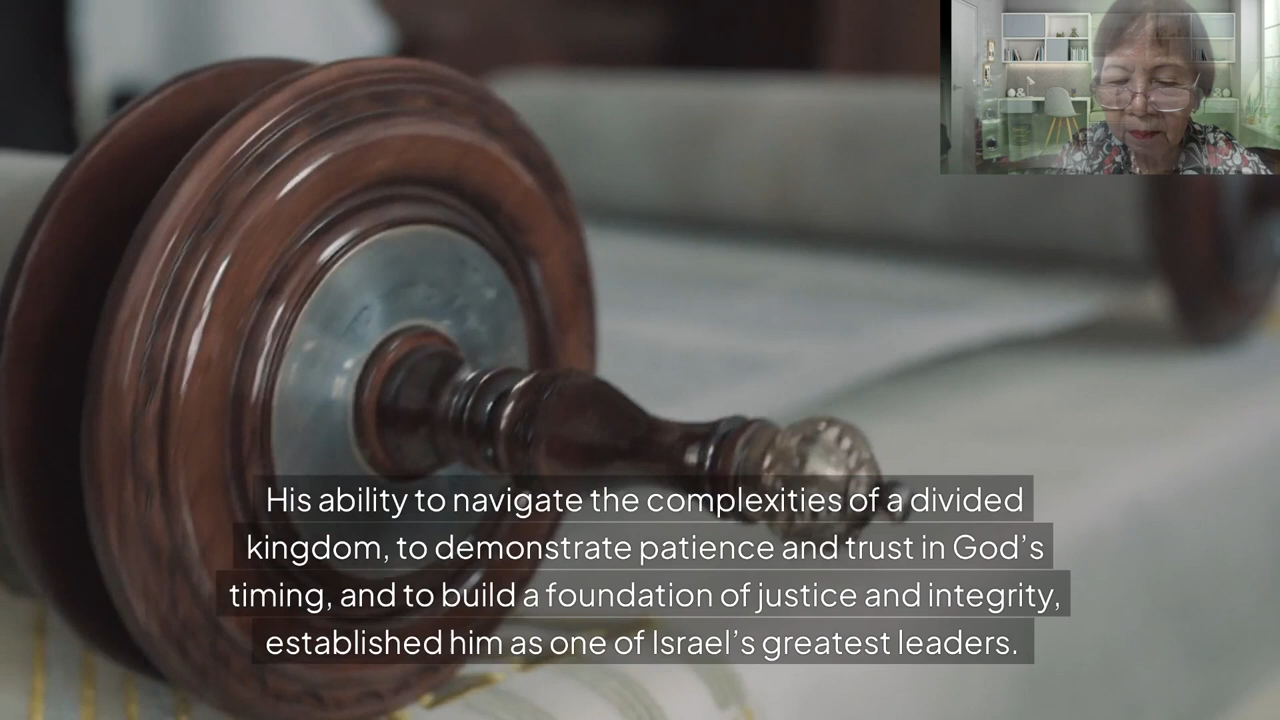 His ability to navigate the complexities of a divided
kingdom, to demonstrate patience and trust in God’s
timing, and to build a foundation of justice and integrity,
established him as one of Israel’s greatest leaders.